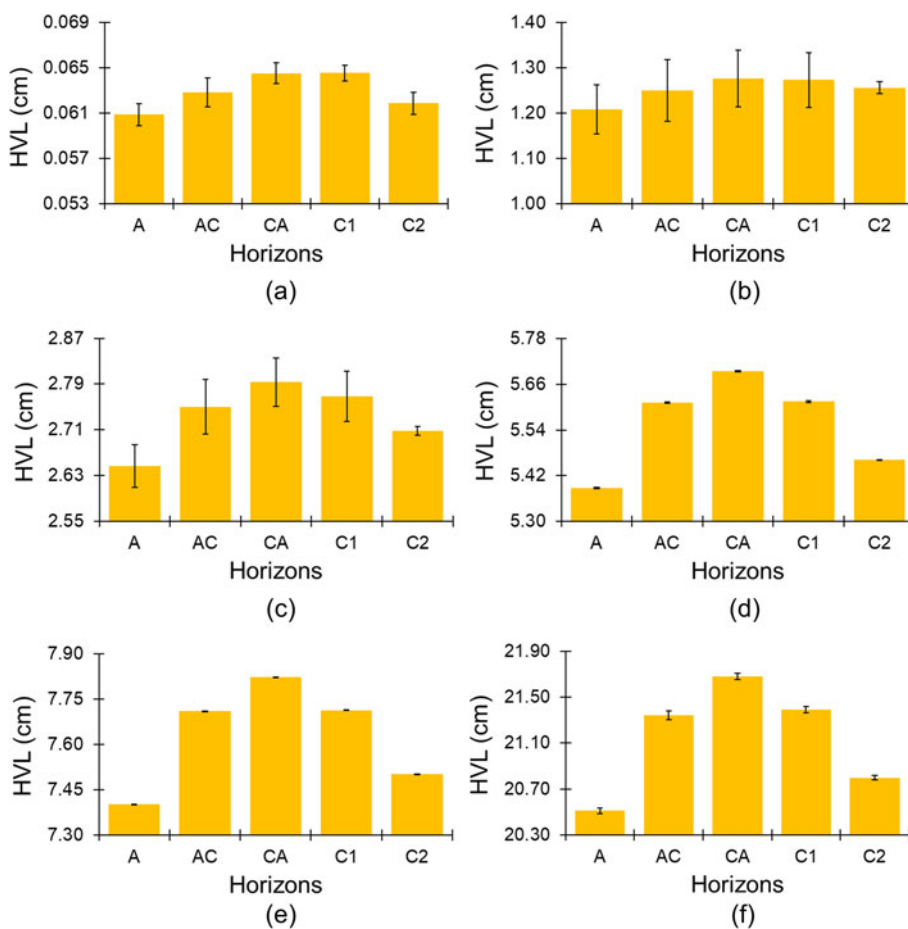 0.069
0.065
0.061
0.057
0.053
HVL (cm)
A AC CA C1 C2
Horizons
(a)
1.40
1.30
1.20
1.10
1.00
HVL (cm)
A AC CA C1 C2
Horizons
(b)
2.87
2.79
2.71
2.63
2.55
HVL (cm)
A AC CA C1 C2
Horizons
(c)
5.78
5.66
5.54
5.42
5.30
HVL (cm)
A AC CA C1 C2
Horizons
(d)
7.90
7.75
7.60
7.45
7.30
HVL (cm)
A AC CA C1 C2
Horizons
(e)
21.90
21.50
21.10
20.70
20.30
HVL (cm)
A AC CA C1 C2
Horizons
(f)